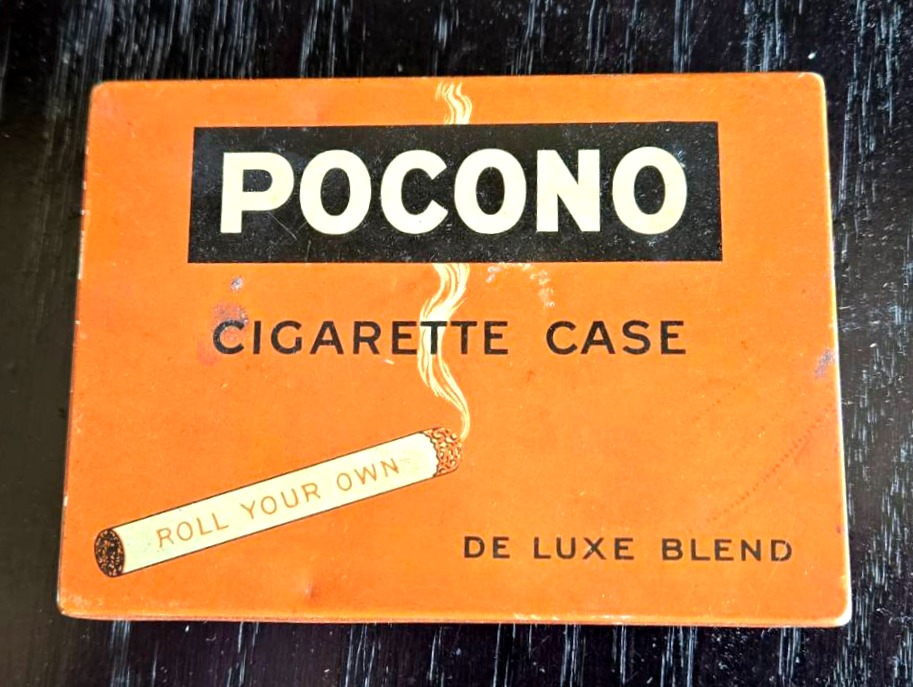 POCONO
CIGARETTE CASE
ROLL YOUR OWN
DE LUXE BLEND